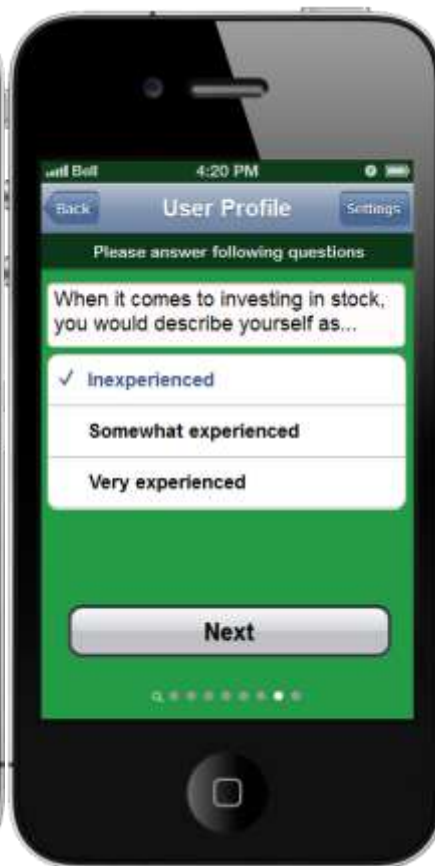 Bell
4:20 PM
Back
User Profile
Settings
Please answer following questions
When it comes to investing in stock,
you would describe yourself as...
✓ Inexperienced
Somewhat experienced
Very experienced
Next